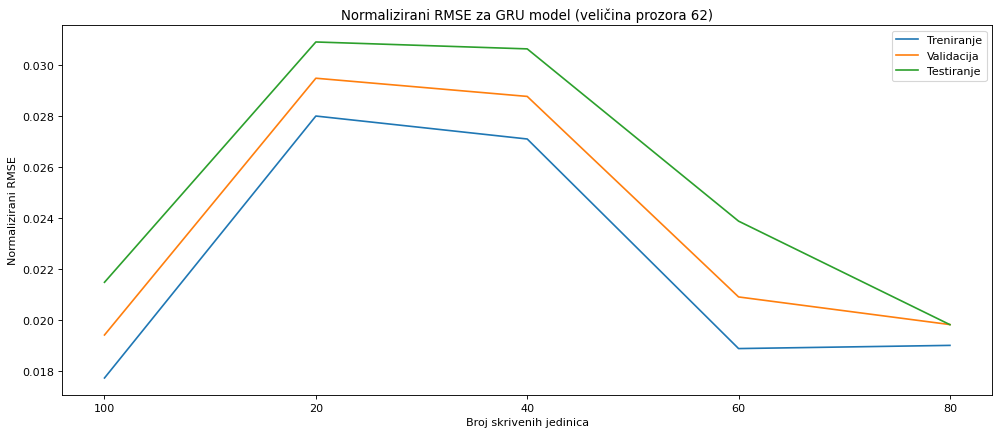 Normalizirani RMSE za GRU model (veličina prozora 62)
Treniranje
Validacija
Testiranje
Normalizirani RMSE
0.030
0.028
0.026
0.024
0.022
0.020
0.018
100 20 40 60 80
Broj skrivenih jedinica